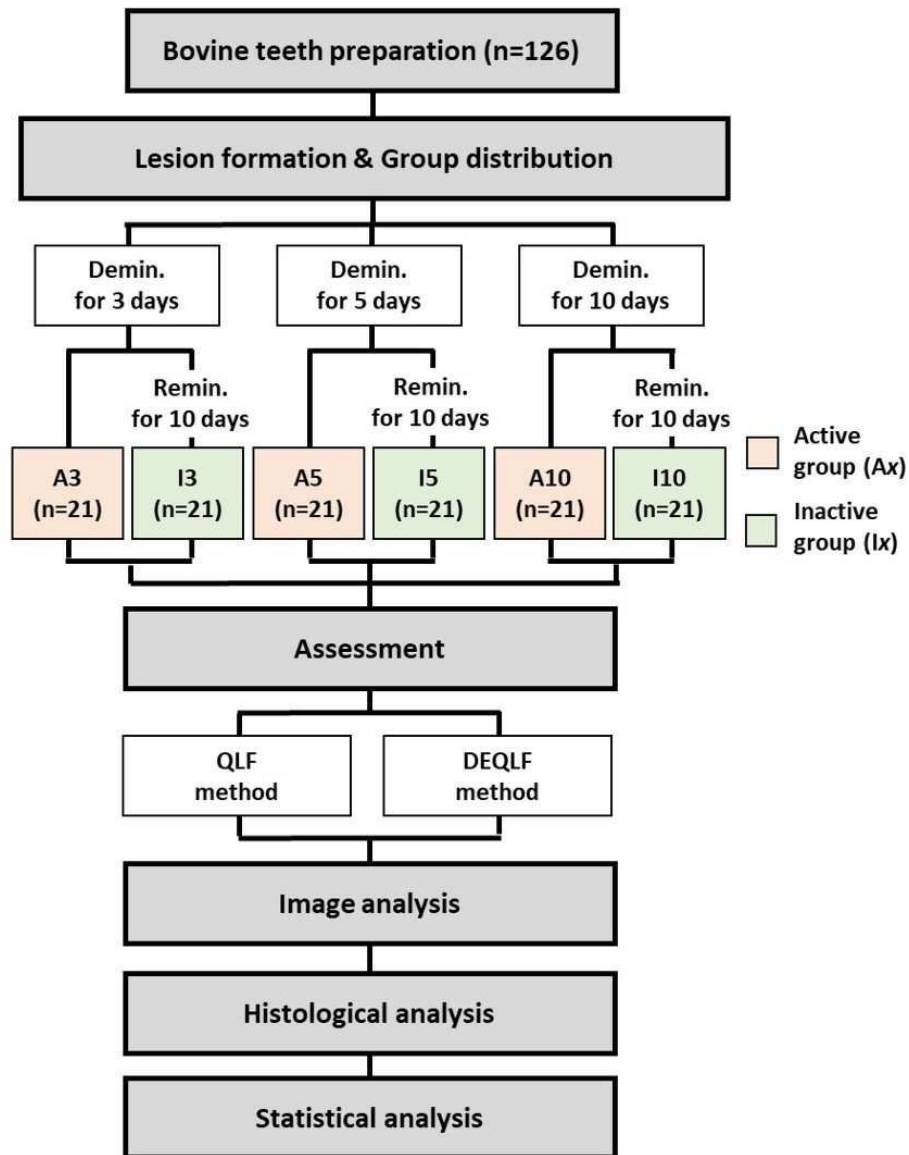 Bovine teeth preparation (n=126)
Lesion formation & Group distribution
Demin.
for 3 days
Demin.
for 5 days
Demin.
for 10 days
Remin.
for 10 days
Remin.
for 10 days
Remin.
for 10 days
A3
(n=21)
I3
(n=21)
A5
(n=21)
I5
(n=21)
A10
(n=21)
I10
(n=21)
Active
group (Ax)
Inactive
group (Ix)
Assessment
QLF
method
DEQLF
method
Image analysis
Histological analysis
Statistical analysis